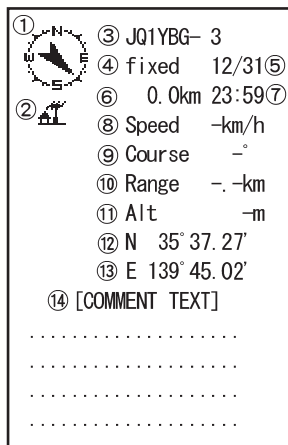 ① N W E S
③ JQ1YBG- 3
④ fixed 12/31⑤
⑥ 0.0km 23:59⑦
②
⑧ Speed -km/h
⑨ Course -°
⑩ Range -.-km
⑪ Alt -m
⑫ N 35°37.27'
⑬ E 139°45.02'
⑭ [COMMENT TEXT]
. . . . . . . . . . . . . . . . . . . .
. . . . . . . . . . . . . . . . . . . .
. . . . . . . . . . . . . . . . . . . .
. . . . . . . . . . . . . . . . . . . .